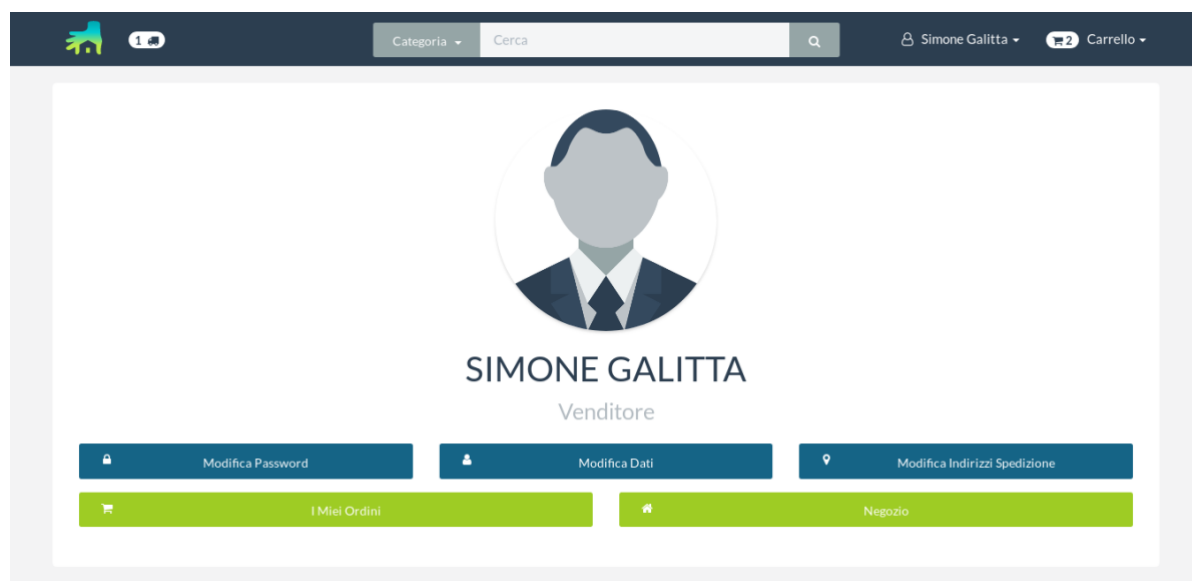 1 Categoria Cerca Simone Galitta 2 Carrello
SIMONE GALITTA
Venditore
Modifica Password Modifica Dati Modifica Indirizzi Spedizione
I Miei Ordini Negozio